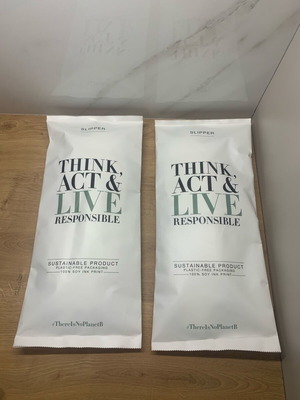 SLIPPER
THINK,
ACT &
LIVE
RESPONSIBLE
SUSTAINABLE PRODUCT
PLASTIC-FREE PACKAGING
100% SOY INK PRINT
#ThereIsNoPlanetB
SLIPPER
THINK,
ACT &
LIVE
RESPONSIBLE
SUSTAINABLE PRODUCT
PLASTIC-FREE PACKAGING
100% SOY INK PRINT
#ThereIsNoPlanetB